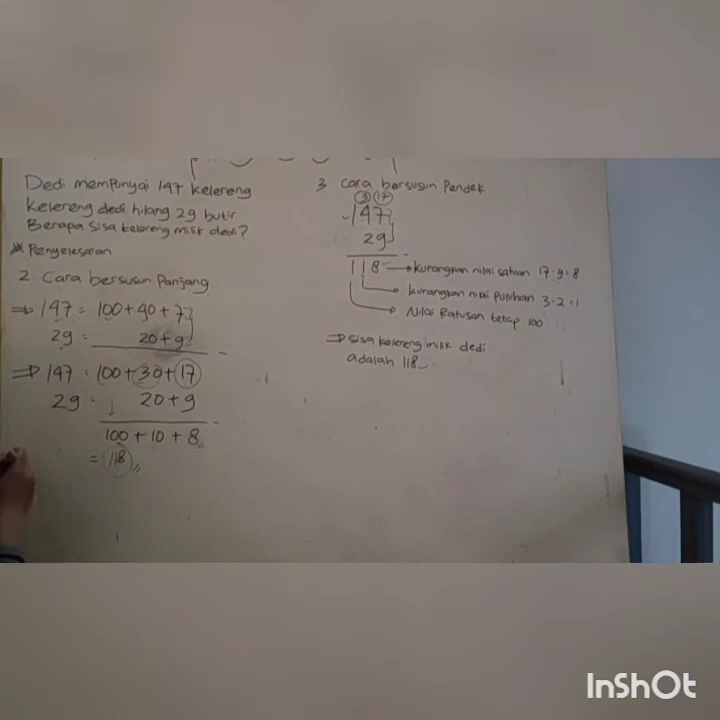 Dedi mempunyai 147 kelereng
Kelereng dedi hilang 29 butir
Berapa sisa kelereng milik dedi?
* Penyelesaian
2 Cara bersusun Panjang
⇒ 147 = 100 + 40 + 7
29 = 20 + 9
-
⇒ 147 = 100 + 30 + 17
29 = 20 + 9
-
100 + 10 + 8
= 118
3 Cara bersusun Pendek
3 17
147
29
-
118 → Kurangkan nilai satuan 17 - 9 = 8
→ kurangkan nilai Puluhan 3 - 2 = 1
→ Nilai Ratusan tetap 100
⇒ sisa kelereng milik dedi
adalah 118
InShOt